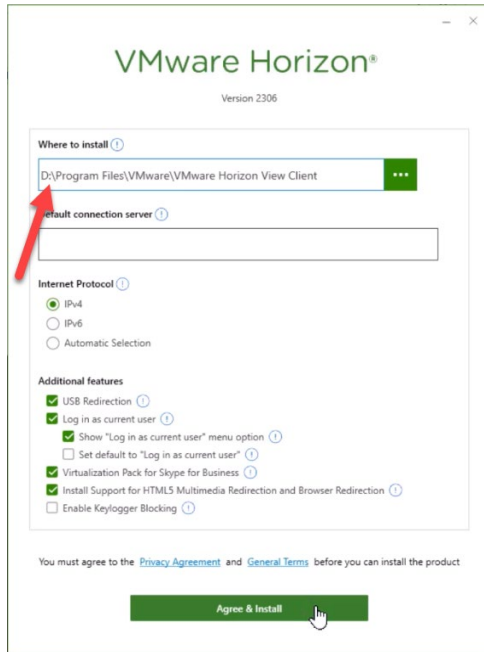 VMware Horizon®
Version 2306
Where to install
D:\Program Files\VMware\VMware Horizon View Client
Default connection server
Internet Protocol
IPv4
IPv6
Automatic Selection
Additional features
USB Redirection
Log in as current user
Show "Log in as current user" menu option
Set default to "Log in as current user"
Virtualization Pack for Skype for Business
Install Support for HTML5 Multimedia Redirection and Browser Redirection
Enable Keylogger Blocking
You must agree to the Privacy Agreement and General Terms before you can install the product
Agree & Install